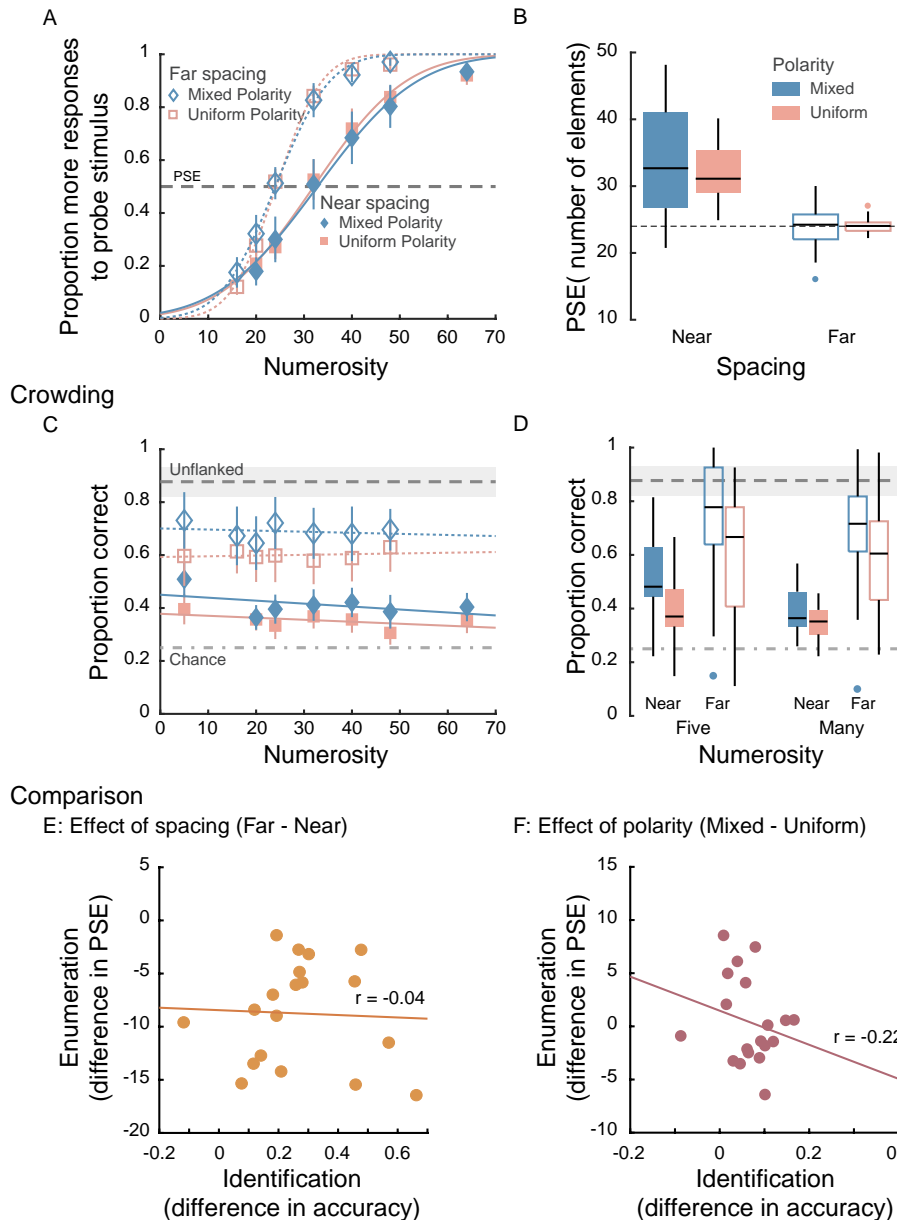 A
B
Proportion more responses
to probe stimulus
1
0.8
0.6
0.4
0.2
0
Far spacing
Mixed Polarity
Uniform Polarity
PSE
Near spacing
Mixed Polarity
Uniform Polarity
0 10 20 30 40 50 60 70
Numerosity
PSE( number of elements)
50
40
30
20
10
Polarity
Mixed
Uniform
Near Far
Spacing
Crowding
C
D
Proportion correct
1
0.8
0.6
0.4
0.2
0
Unflanked
Chance
0 10 20 30 40 50 60 70
Numerosity
Proportion correct
1
0.8
0.6
0.4
0.2
0
Near Far Near Far
Five Many
Numerosity
Comparison
E: Effect of spacing (Far - Near)
F: Effect of polarity (Mixed - Uniform)
Enumeration
(difference in PSE)
5
0
-5
-10
-15
-20
r = -0.04
-0.2 0 0.2 0.4 0.6
Identification
(difference in accuracy)
Enumeration
(difference in PSE)
15
10
5
0
-5
-10
r = -0.22
-0.2 0 0.2
Identification
(difference in accuracy)